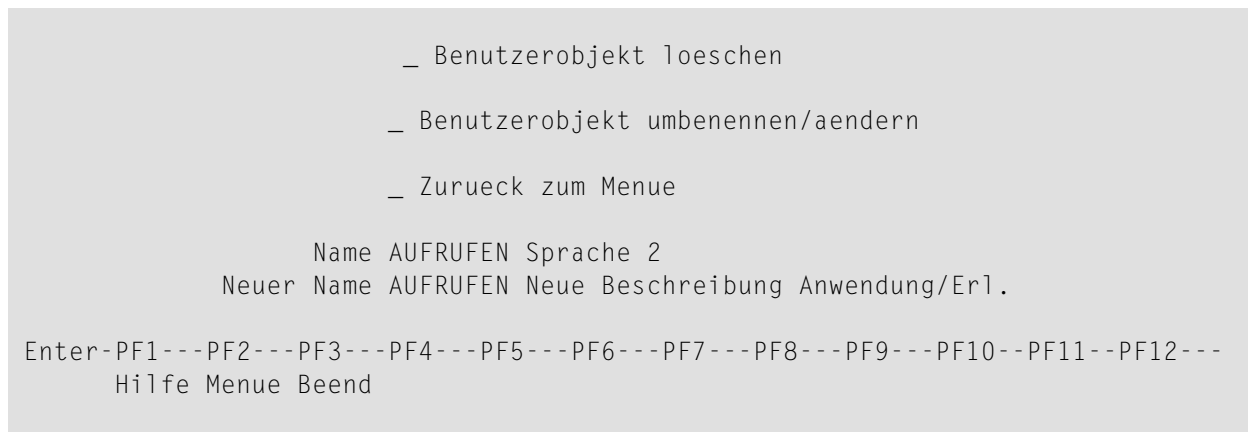 _ Benutzerobjekt loeschen
_ Benutzerobjekt umbenennen/aendern
_ Zurueck zum Menue
Name AUFRUFEN Sprache 2
Neuer Name AUFRUFEN Neue Beschreibung Anwendung/Erl.
Enter-PF1---PF2---PF3---PF4---PF5---PF6---PF7---PF8---PF9---PF10--PF11--PF12---
Hilfe Menue Beend